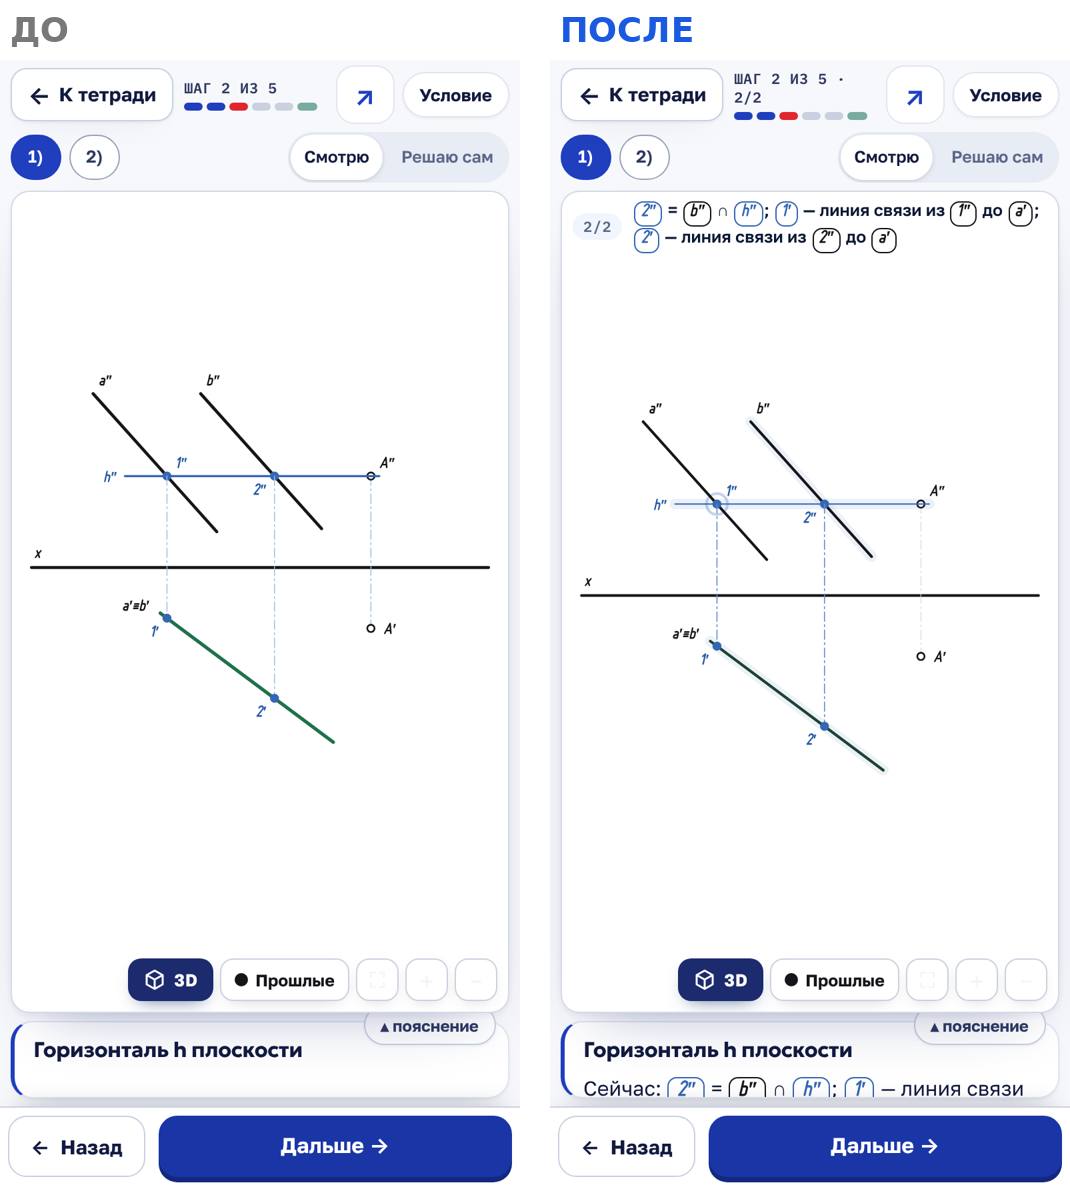 ДО
← К тетради
ШАГ 2 ИЗ 5
Условие
1) 2)
Смотрю Решаю сам
a″ b″
1″ A″
h″
2″
x
a′≡b′
1′ A′
2′
3D Прошлые + −
▴ пояснение
Горизонталь h плоскости
← Назад Дальше →
ПОСЛЕ
← К тетради
ШАГ 2 ИЗ 5 ·
2/2
Условие
1) 2)
Смотрю Решаю сам
2/2
2″ = b″ ∩ h″; 1′ — линия связи из 1″ до a′;
2′ — линия связи из 2″ до a′
a″ b″
1″ A″
h″
2″
x
a′≡b′
1′ A′
2′
3D Прошлые + −
▴ пояснение
Горизонталь h плоскости
Сейчас: 2″ = b″ ∩ h″; 1′ — линия связи
← Назад Дальше →